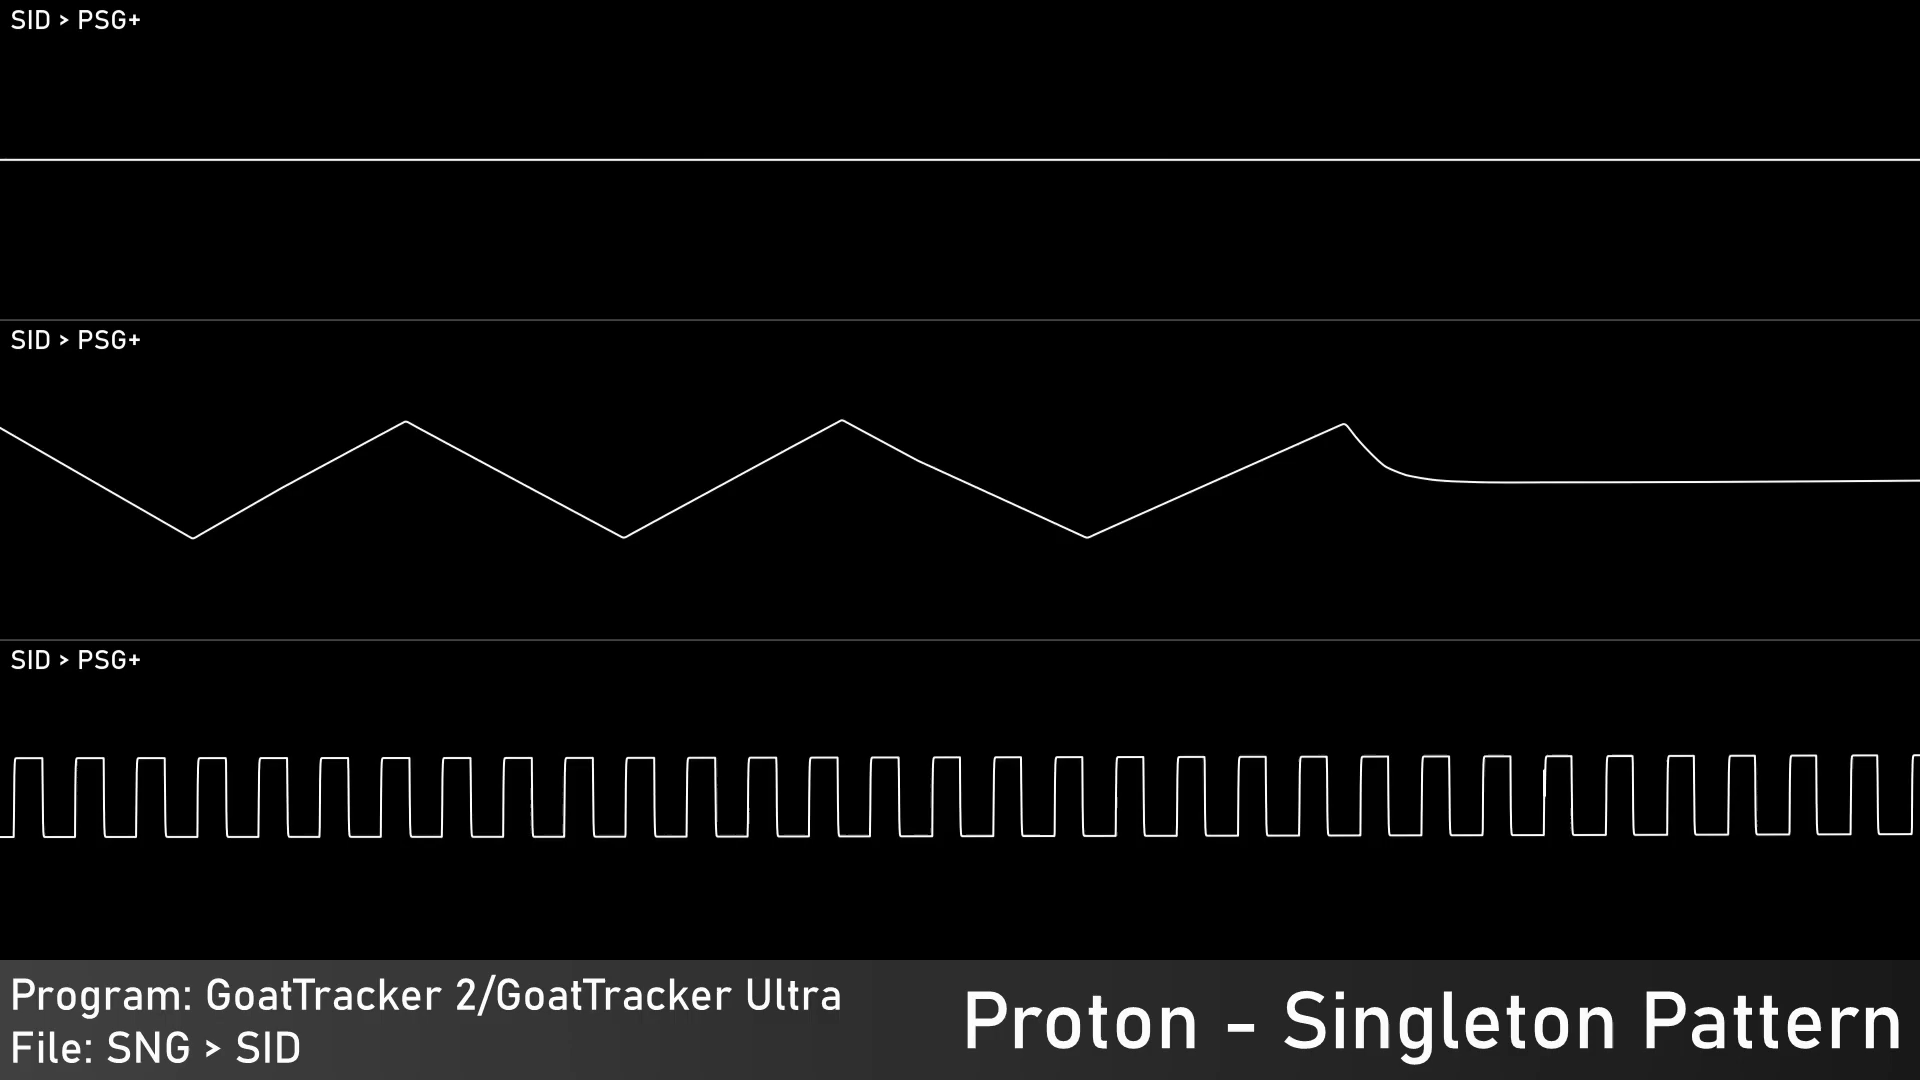 SID > PSG+
SID > PSG+
SID > PSG+
Program: GoatTracker 2/GoatTracker Ultra
File: SNG > SID
Proton - Singleton Pattern